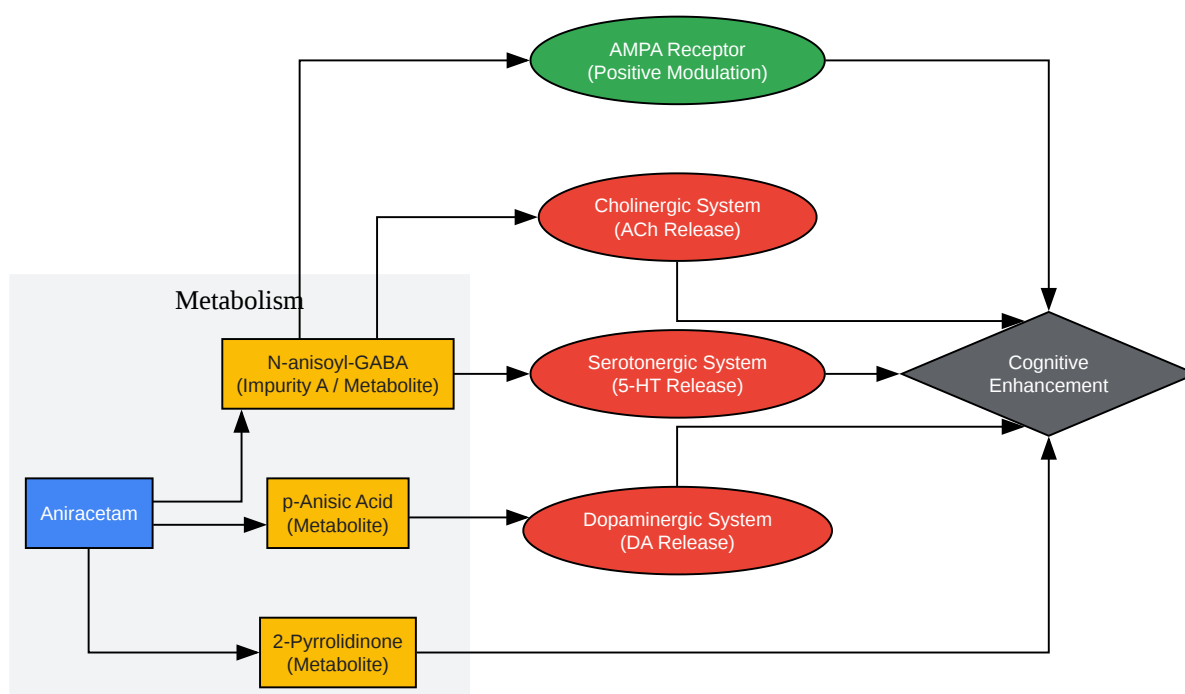 AMPA Receptor
(Positive Modulation)
Cholinergic System
(ACh Release)
Metabolism
N-anisoyl-GABA
(Impurity A / Metabolite)
Serotonergic System
(5-HT Release)
Cognitive
Enhancement
Aniracetam
p-Anisic Acid
(Metabolite)
Dopaminergic System
(DA Release)
2-Pyrrolidinone
(Metabolite)